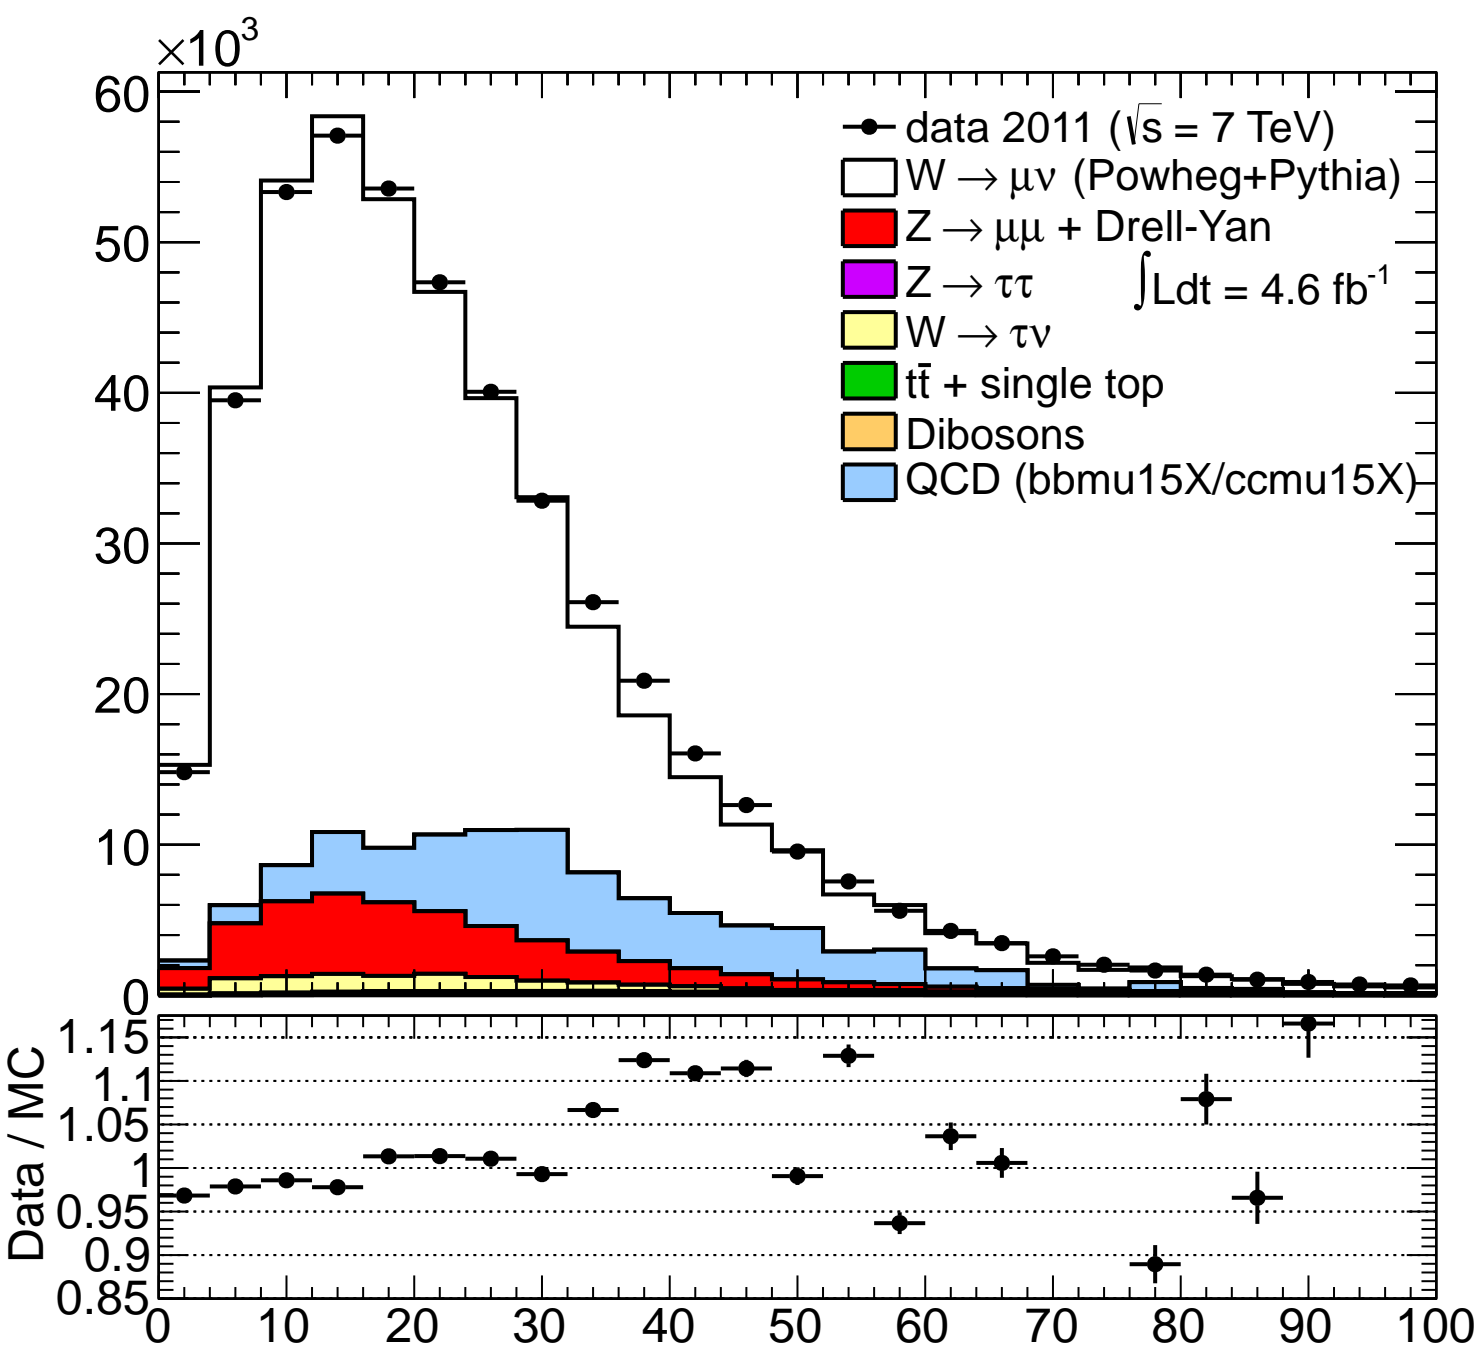 ×10³
60
50
40
30
20
10
0
data 2011 (√s = 7 TeV)
W → μν (Powheg+Pythia)
Z → μμ + Drell-Yan
Z → ττ
∫Ldt = 4.6 fb⁻¹
W → τν
tt̄ + single top
Dibosons
QCD (bbmu15X/ccmu15X)
Data / MC
1.15
1.1
1.05
1
0.95
0.9
0.85
0 10 20 30 40 50 60 70 80 90 100